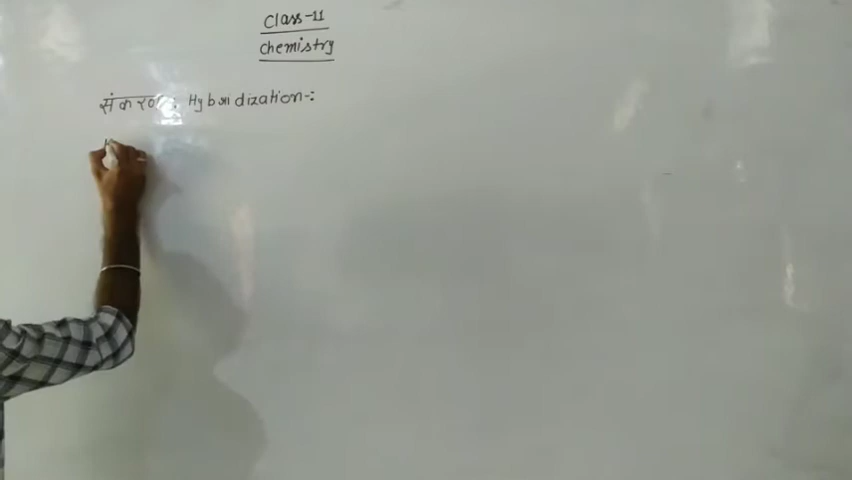 Class-11
Chemistry
संकरण, Hybridization-: